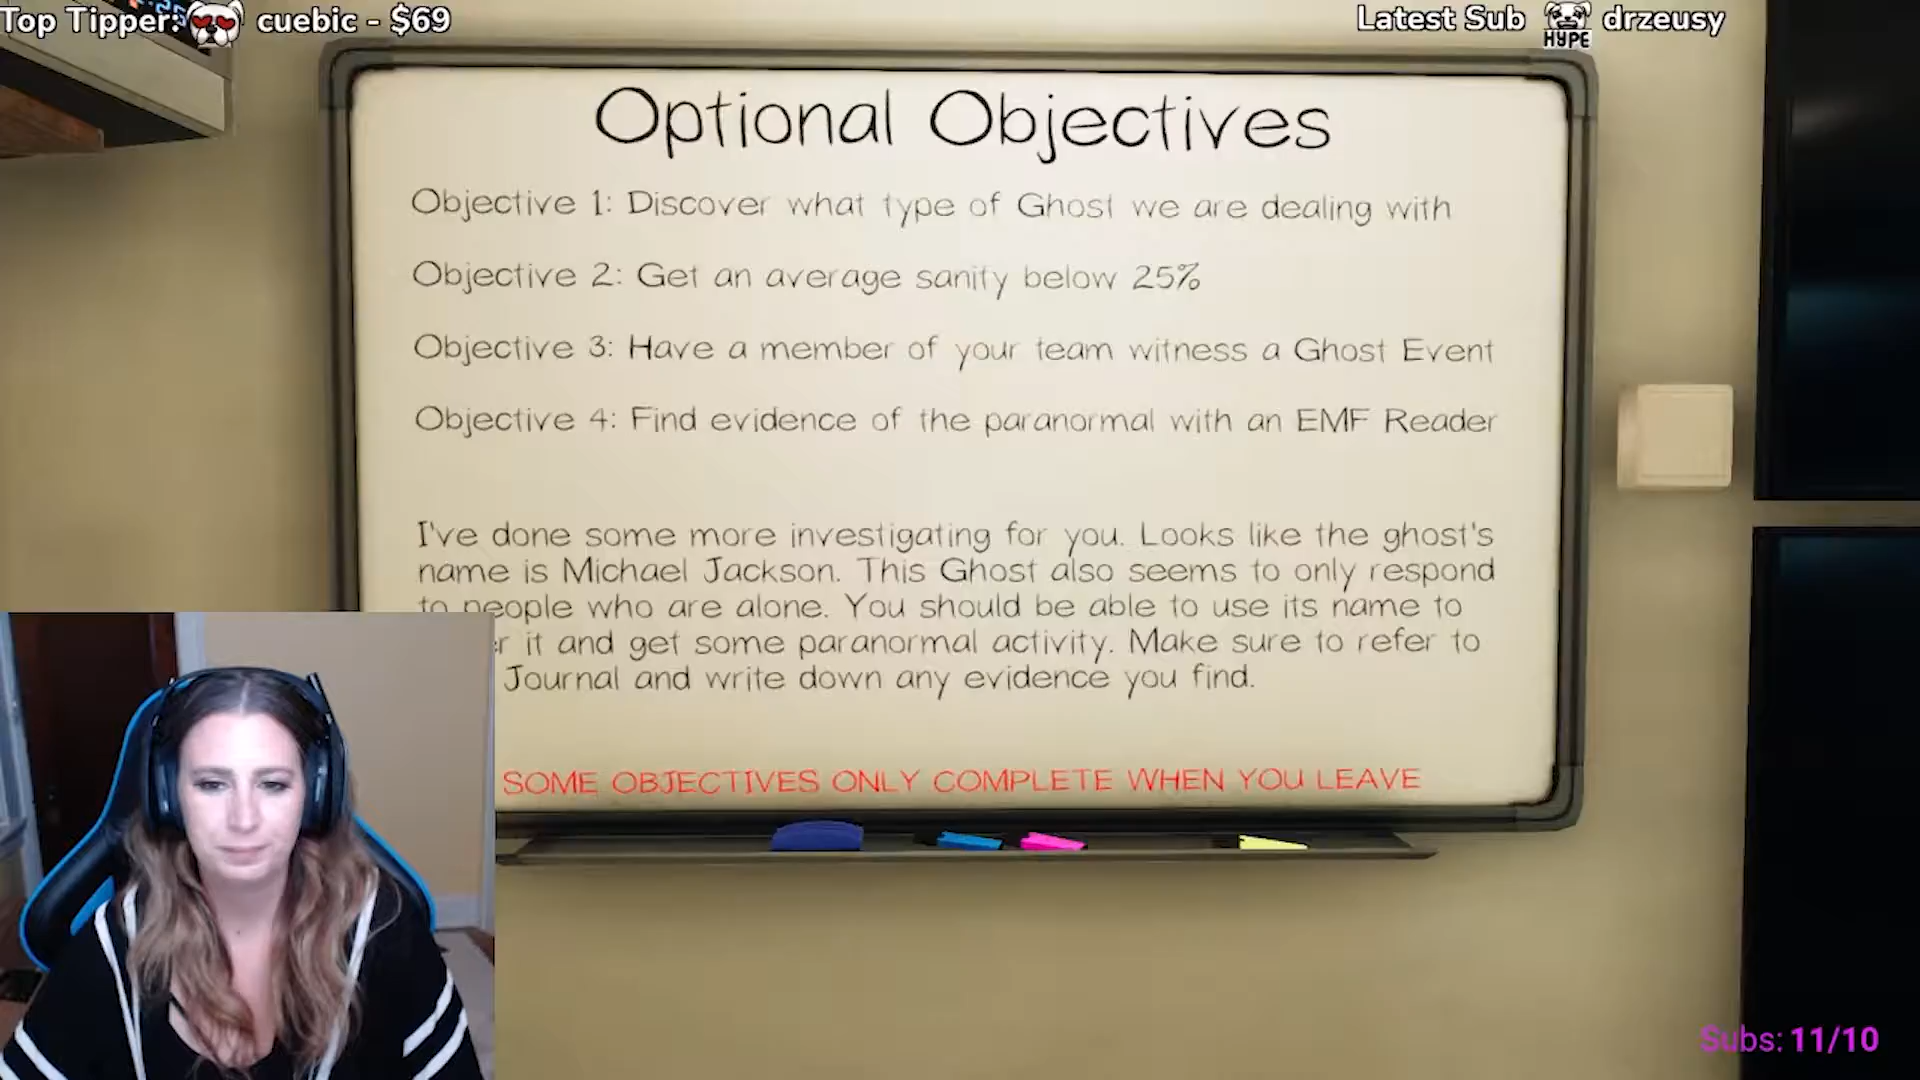 Top Tipper: cuebic - $69
Latest Sub HYPE drzeusy
Optional Objectives
Objective 1: Discover what type of Ghost we are dealing with
Objective 2: Get an average sanity below 25%
Objective 3: Have a member of your team witness a Ghost Event
Objective 4: Find evidence of the paranormal with an EMF Reader
I've done some more investigating for you. Looks like the ghost's
name is Michael Jackson. This Ghost also seems to only respond
to people who are alone. You should be able to use its name to
it and get some paranormal activity. Make sure to refer to
Journal and write down any evidence you find.
SOME OBJECTIVES ONLY COMPLETE WHEN YOU LEAVE
Subs: 11/10